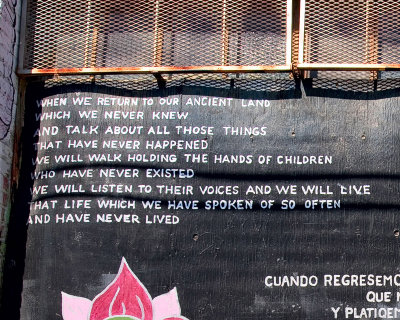 WHEN WE RETURN TO OUR ANCIENT LAND
WHICH WE NEVER KNEW
AND TALK ABOUT ALL THOSE THINGS
THAT HAVE NEVER HAPPENED
WE WILL WALK HOLDING THE HANDS OF CHILDREN
WHO HAVE NEVER EXISTED
WE WILL LISTEN TO THEIR VOICES AND WE WILL LIVE
THAT LIFE WHICH WE HAVE SPOKEN OF SO OFTEN
AND HAVE NEVER LIVED
CUANDO REGRESEMO
QUE N
Y PLATIQEM